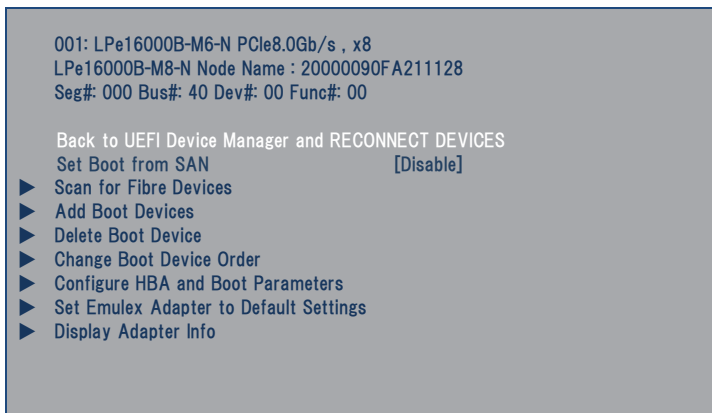 001: LPe16000B-M6-N PCIe8.0Gb/s , x8
LPe16000B-M8-N Node Name : 20000090FA211128
Seg#: 000 Bus#: 40 Dev#: 00 Func#: 00
Back to UEFI Device Manager and RECONNECT DEVICES
Set Boot from SAN [Disable]
▶ Scan for Fibre Devices
▶ Add Boot Devices
▶ Delete Boot Device
▶ Change Boot Device Order
▶ Configure HBA and Boot Parameters
▶ Set Emulex Adapter to Default Settings
▶ Display Adapter Info